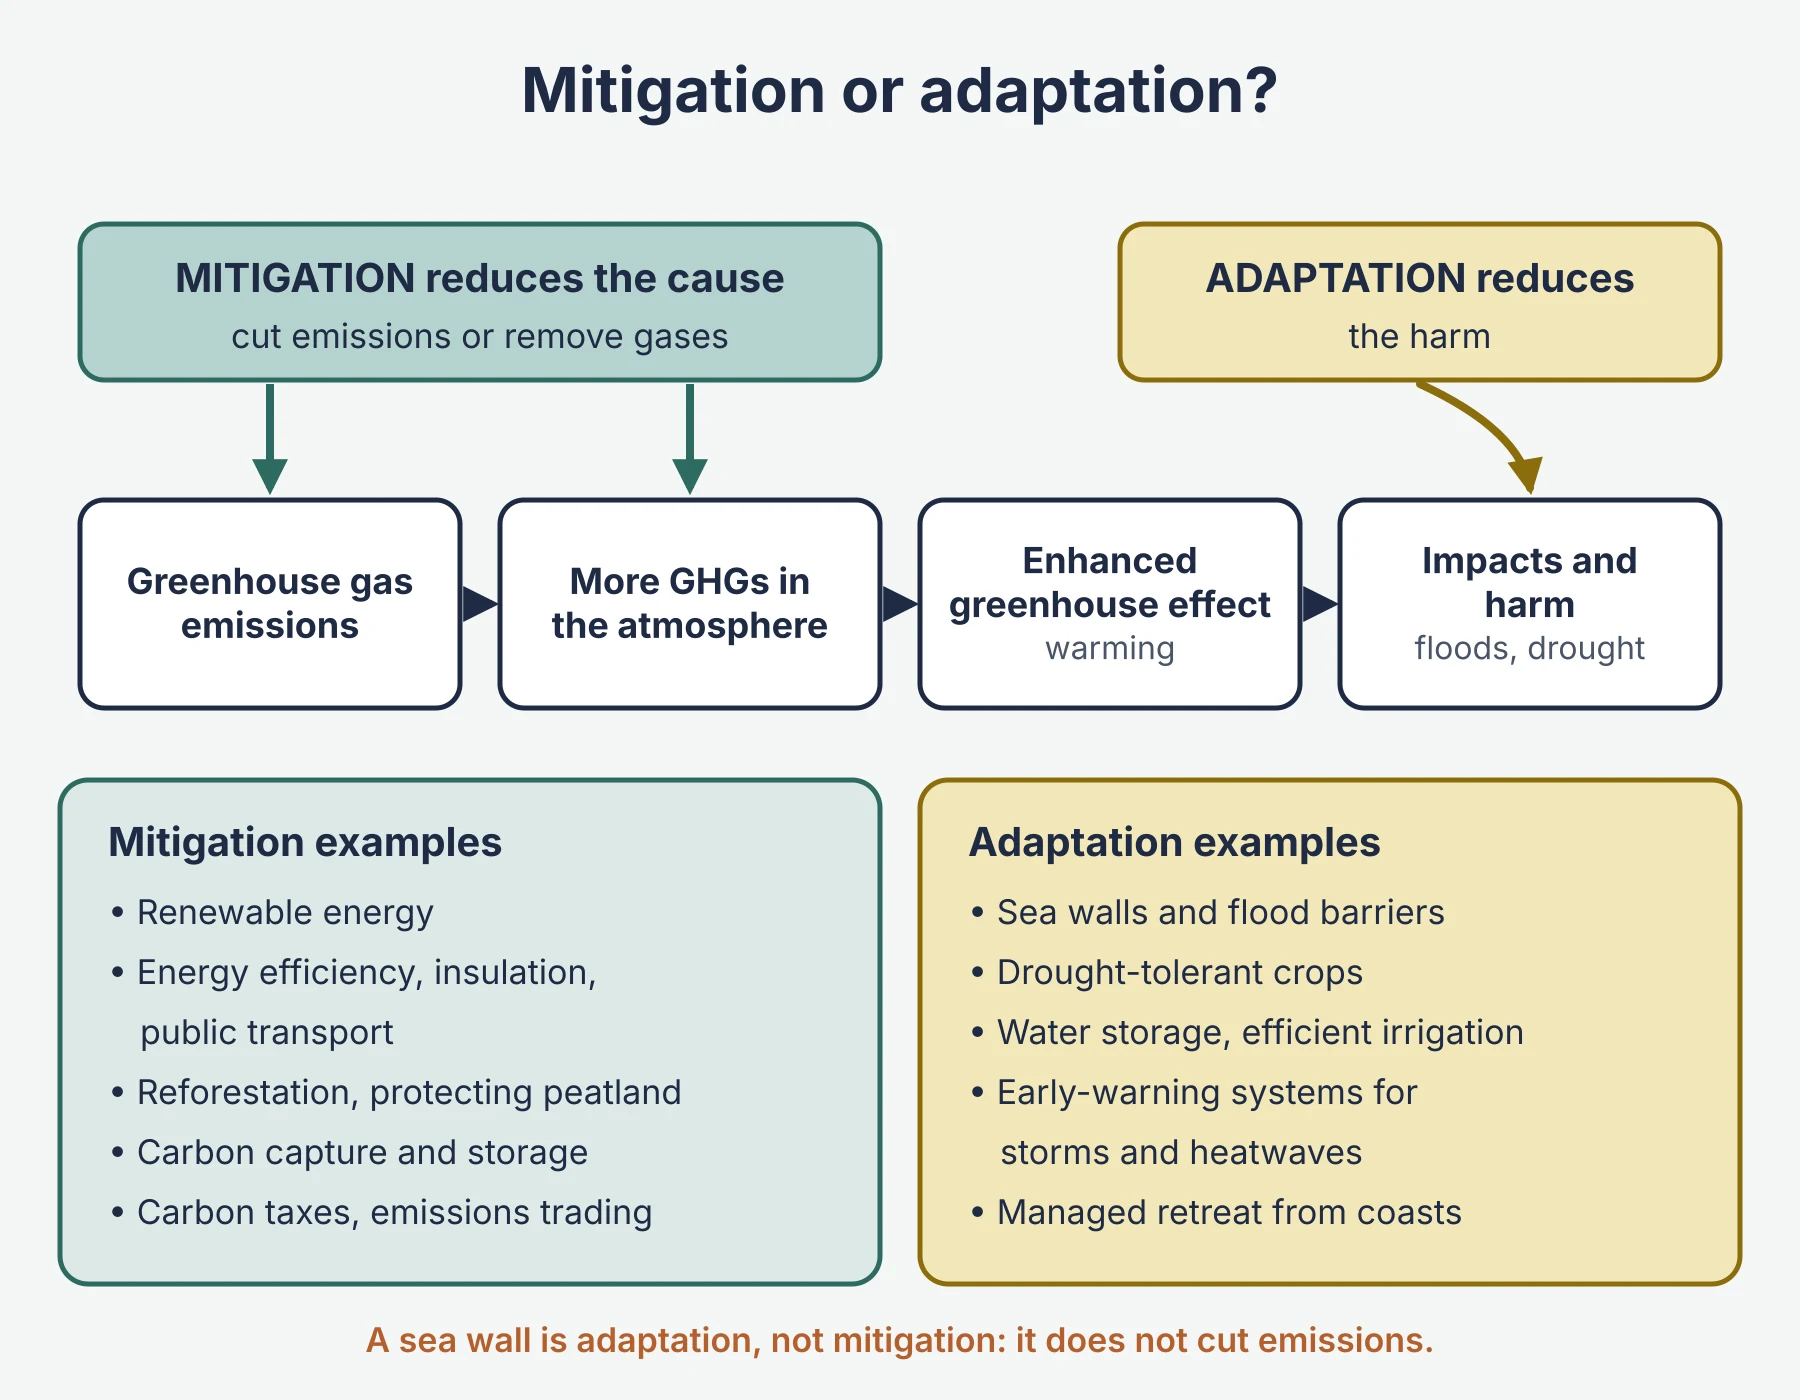 Mitigation or adaptation?
MITIGATION reduces the cause
cut emissions or remove gases
ADAPTATION reduces
the harm
Greenhouse gas
emissions
More GHGs in
the atmosphere
Enhanced
greenhouse effect
warming
Impacts and
harm
floods, drought
Mitigation examples
• Renewable energy
• Energy efficiency, insulation,
public transport
• Reforestation, protecting peatland
• Carbon capture and storage
• Carbon taxes, emissions trading
Adaptation examples
• Sea walls and flood barriers
• Drought-tolerant crops
• Water storage, efficient irrigation
• Early-warning systems for
storms and heatwaves
• Managed retreat from coasts
A sea wall is adaptation, not mitigation: it does not cut emissions.